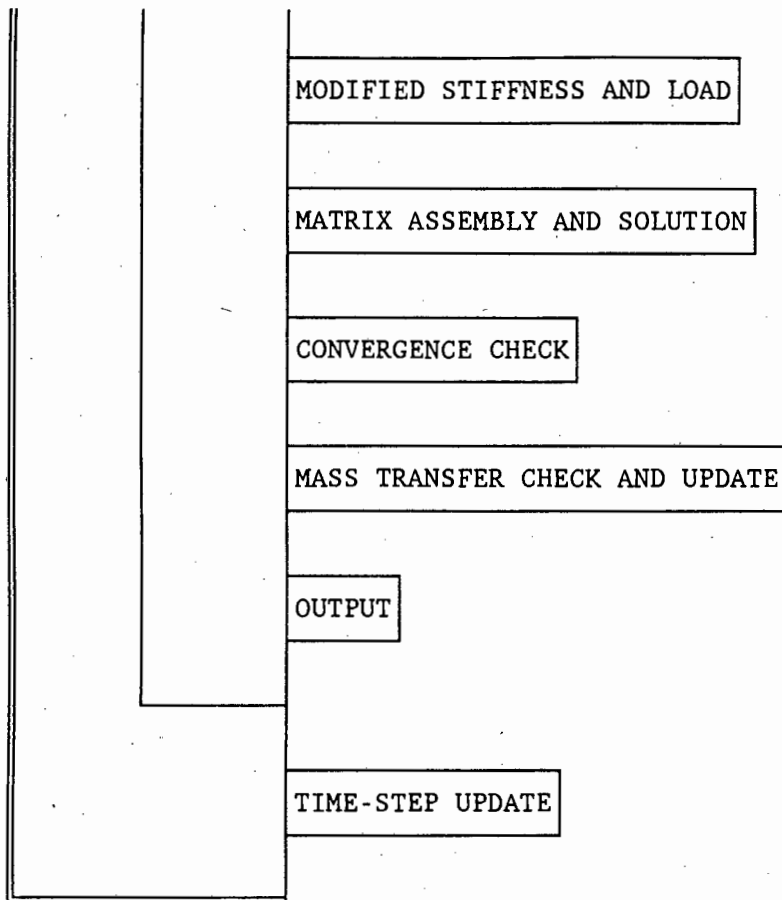 MODIFIED STIFFNESS AND LOAD
MATRIX ASSEMBLY AND SOLUTION
CONVERGENCE CHECK
MASS TRANSFER CHECK AND UPDATE
OUTPUT
TIME-STEP UPDATE